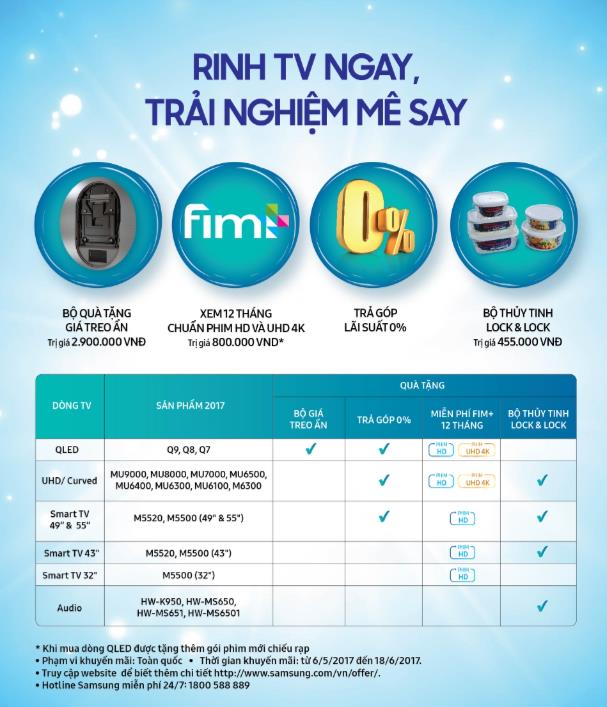 RINH TV NGAY,
TRẢI NGHIỆM MÊ SAY
fim+
0%
BỘ QUÀ TẶNG
GIÁ TREO ẨN
Trị giá 2.900.000 VNĐ
XEM 12 THÁNG
CHUẨN PHIM HD VÀ UHD 4K
Trị giá 800.000 VND*
TRẢ GÓP
LÃI SUẤT 0%
BỘ THỦY TINH
LOCK & LOCK
Trị giá 455.000 VNĐ
DÒNG TV
SẢN PHẨM 2017
QUÀ TẶNG
BỘ GIÁ
TREO ẨN
TRẢ GÓP 0%
MIỄN PHÍ FIM+
12 THÁNG
BỘ THỦY TINH
LOCK & LOCK
QLED
Q9, Q8, Q7
✓
✓
PHIM HD
PHIM UHD 4K
UHD/ Curved
MU9000, MU8000, MU7000, MU6500,
MU6400, MU6300, MU6100, M6300
✓
PHIM HD
PHIM UHD 4K
✓
Smart TV
49" & 55"
M5520, M5500 (49" & 55")
✓
PHIM HD
✓
Smart TV 43"
M5520, M5500 (43")
PHIM HD
✓
Smart TV 32"
M5500 (32")
PHIM HD
Audio
HW-K950, HW-MS650,
HW-MS651, HW-MS6501
✓
* Khi mua dòng QLED được tặng thêm gói phim mới chiếu rạp
• Phạm vi khuyến mãi: Toàn quốc • Thời gian khuyến mãi: từ 6/5/2017 đến 18/6/2017.
• Truy cập website để biết thêm chi tiết http://www.samsung.com/vn/offer/.
• Hotline Samsung miễn phí 24/7: 1800 588 889